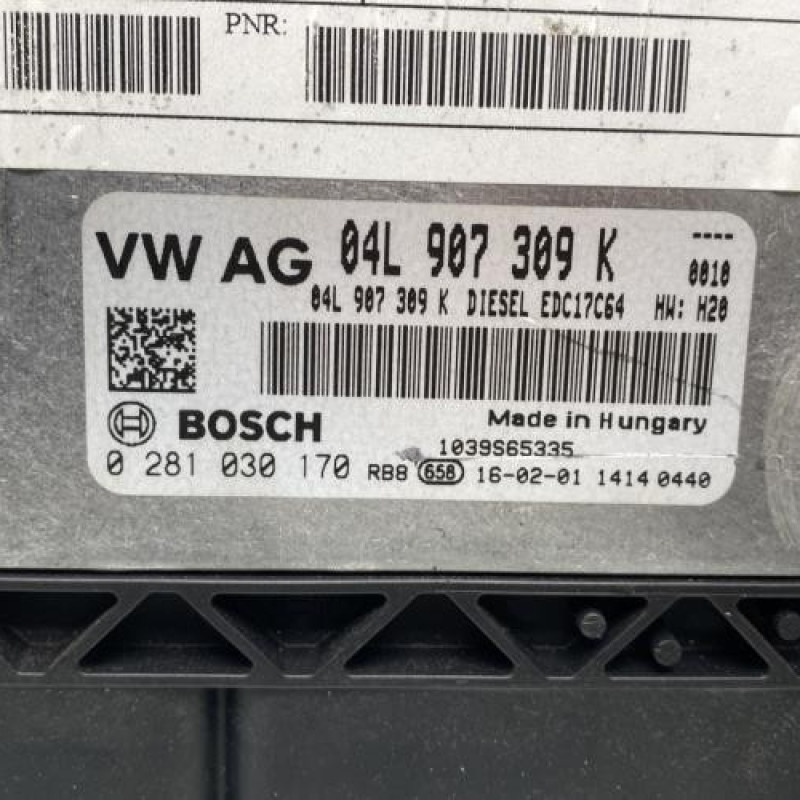 PNR:
VW AG 04L 907 309 K ----
0010
04L 907 309 K DIESEL EDC17C64 HW: H20
BOSCH Made in Hungary
1039S65335
0 281 030 170 RB8 658 16-02-01 1414 0440